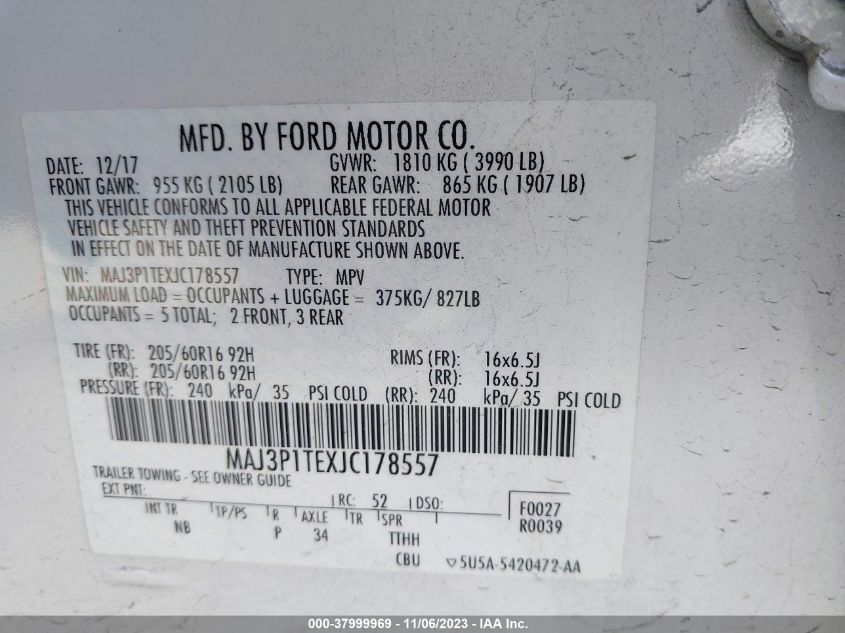 MFD. BY FORD MOTOR CO.
DATE: 12/17 GVWR: 1810 KG ( 3990 LB)
FRONT GAWR: 955 KG ( 2105 LB) REAR GAWR: 865 KG ( 1907 LB)
THIS VEHICLE CONFORMS TO ALL APPLICABLE FEDERAL MOTOR
VEHICLE SAFETY AND THEFT PREVENTION STANDARDS
IN EFFECT ON THE DATE OF MANUFACTURE SHOWN ABOVE.
VIN: MAJ3P1TEXJC178557 TYPE: MPV
MAXIMUM LOAD = OCCUPANTS + LUGGAGE = 375KG/ 827LB
OCCUPANTS = 5 TOTAL; 2 FRONT, 3 REAR
TIRE (FR): 205/60R16 92H RIMS (FR): 16x6.5J
(RR): 205/60R16 92H (RR): 16x6.5J
PRESSURE (FR): 240 kPa/ 35 PSI COLD (RR): 240 kPa/ 35 PSI COLD
MAJ3P1TEXJC178557
TRAILER TOWING - SEE OWNER GUIDE
EXT PNT: RC: 52 DSO: F0027
INT TR TP/PS R AXLE TR SPR R0039
NB P 34 TTHH
CBU 5U5A-5420472-AA
000-37999969 - 11/06/2023 - IAA Inc.